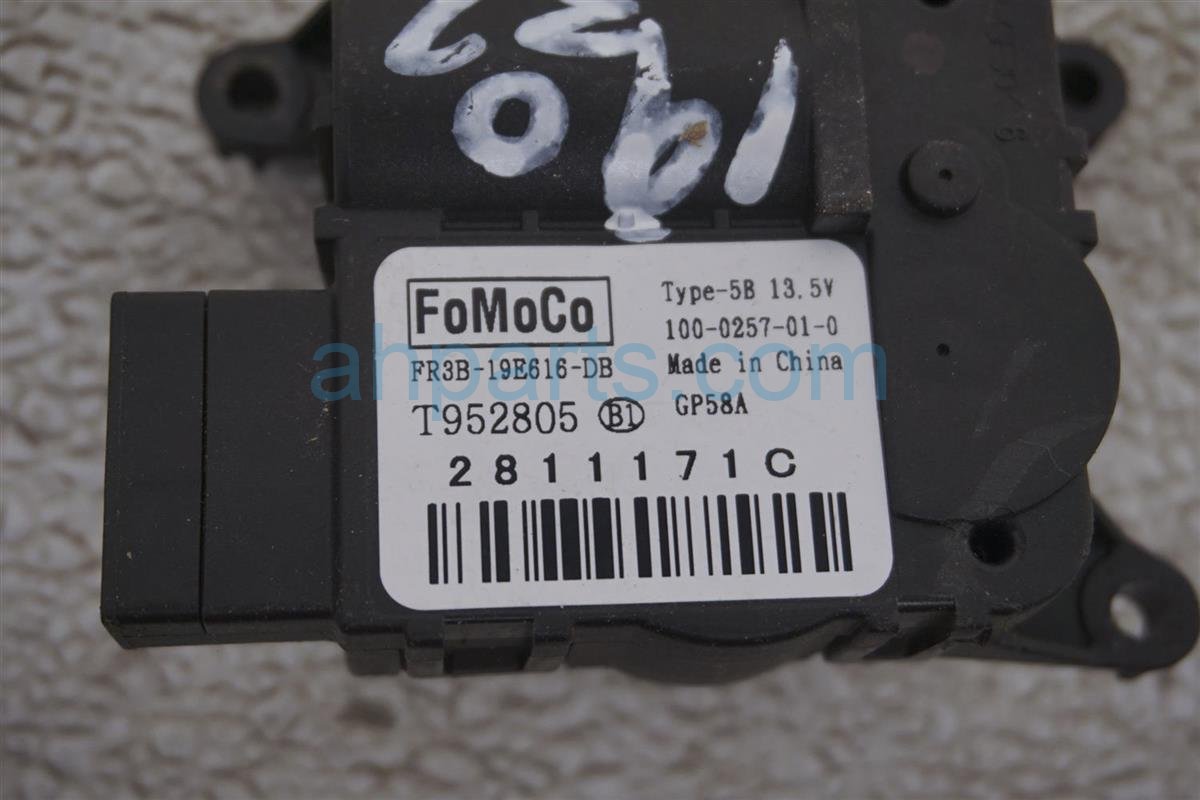 190
FoMoCo
Type-5B 13.5V
100-0257-01-0
FR3B-19E616-DB
Made in China
T952805 B1
GP58A
2811171C
ahparts.com